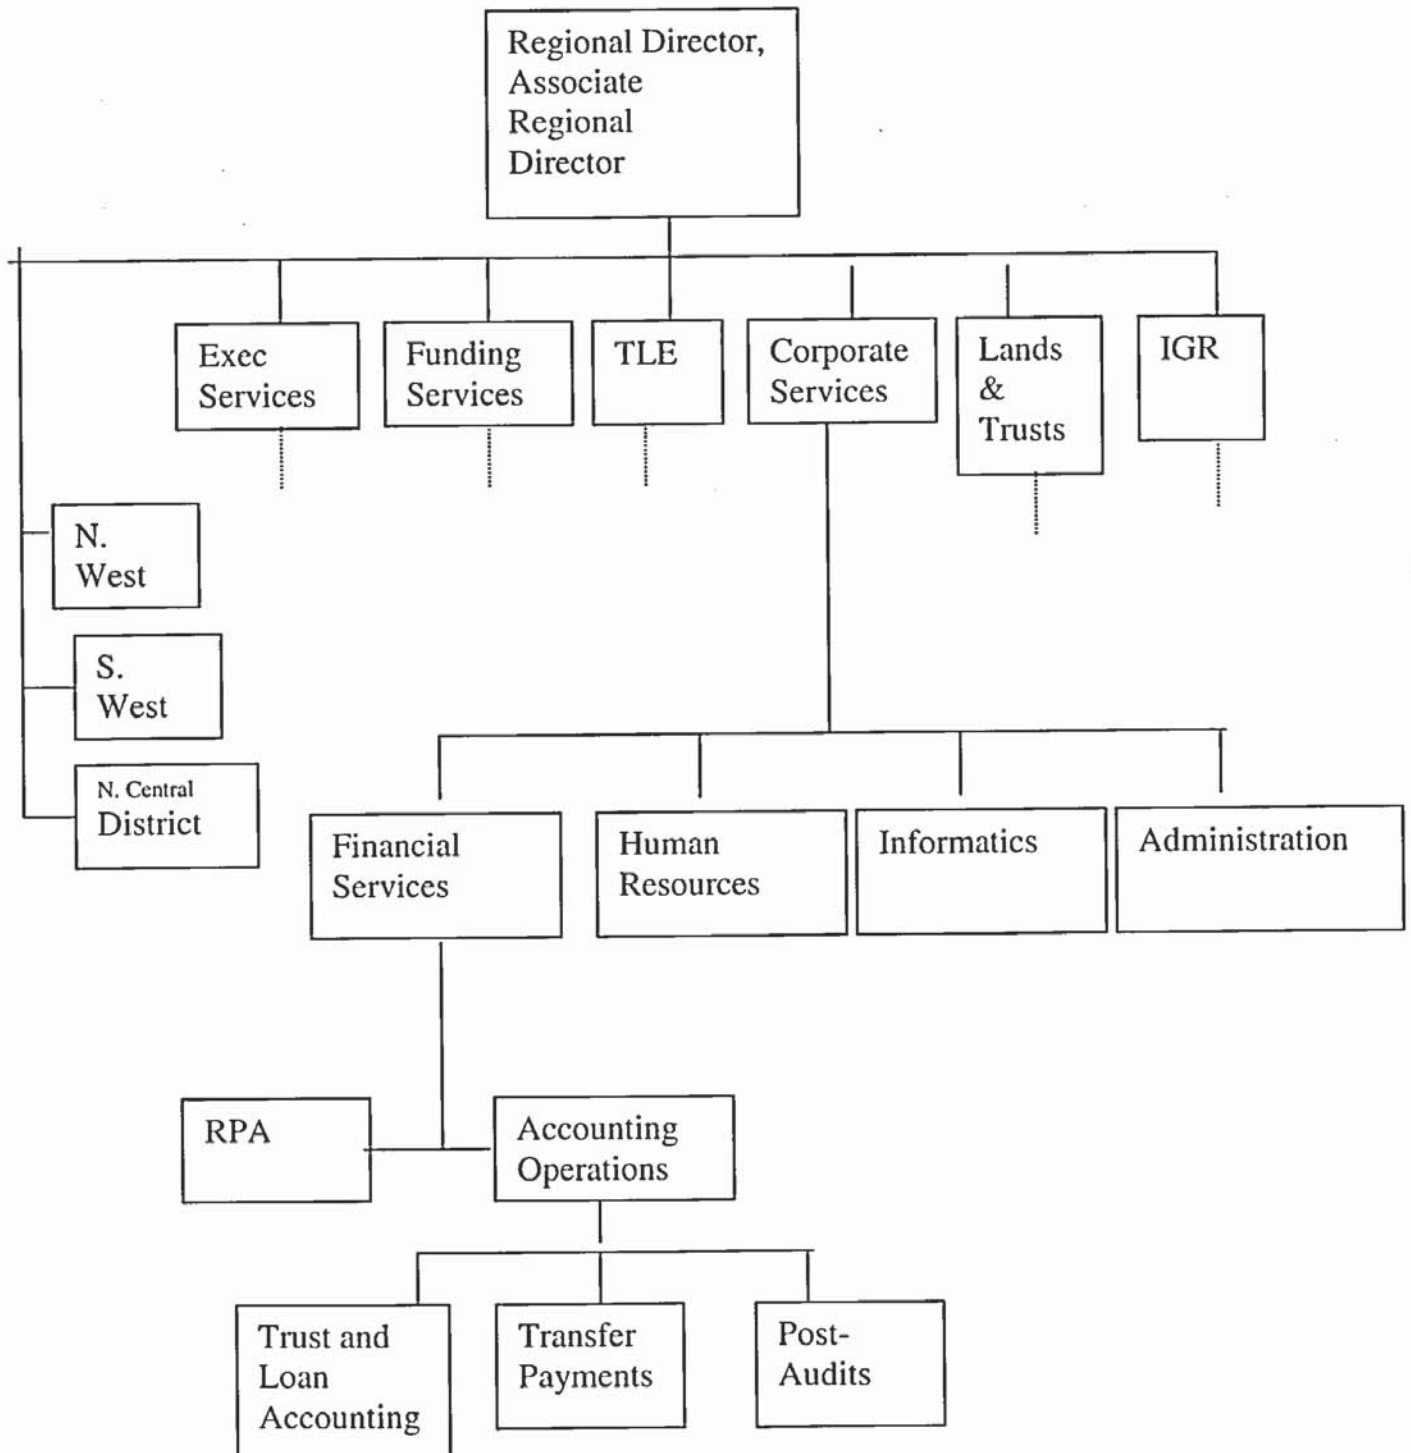 Regional Director,
Associate
Regional
Director
Exec
Services
Funding
Services
TLE
Corporate
Services
Lands
&
Trusts
IGR
N.
West
S.
West
N. Central
District
Financial
Services
Human
Resources
Informatics
Administration
RPA
Accounting
Operations
Trust and
Loan
Accounting
Transfer
Payments
Post-
Audits